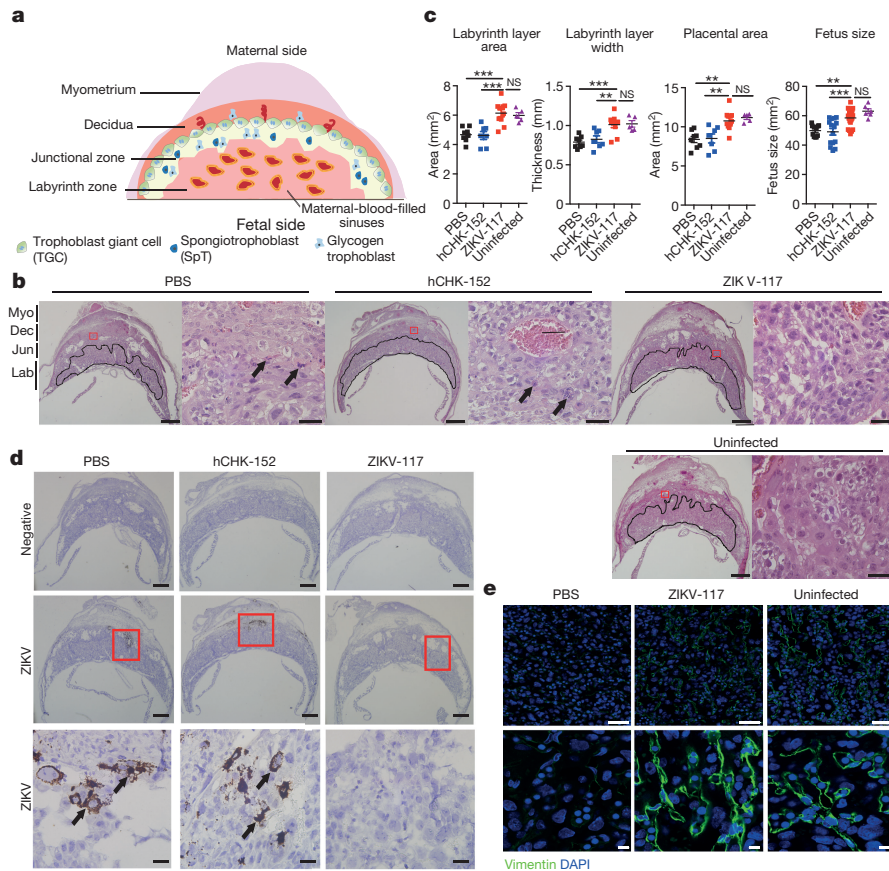 a
Maternal side
Myometrium
Decidua
Junctional zone
Labyrinth zone
Maternal-blood-filled
sinuses
Fetal side
Trophoblast giant cell
(TGC)
Spongiotrophoblast
(SpT)
Glycogen
trophoblast
c
Labyrinth layer
area
*** 
*** NS
8
6
4
2
0
Area (mm²)
PBS
hCHK-152
ZIKV-117
Uninfected
Labyrinth layer
width
***
** NS
2.0
1.5
1.0
0.5
0
Thickness (mm)
PBS
hCHK-152
ZIKV-117
Uninfected
Placental area
**
** NS
15
10
5
0
Area (mm²)
PBS
hCHK-152
ZIKV-117
Uninfected
Fetus size
**
*** NS
80
60
40
20
0
Fetus size (mm²)
PBS
hCHK-152
ZIKV-117
Uninfected
b
PBS
hCHK-152
ZIK V-117
Myo
Dec
Jun
Lab
Uninfected
d
PBS
hCHK-152
ZIKV-117
Negative
ZIKV
ZIKV
e
PBS
ZIKV-117
Uninfected
Vimentin DAPI